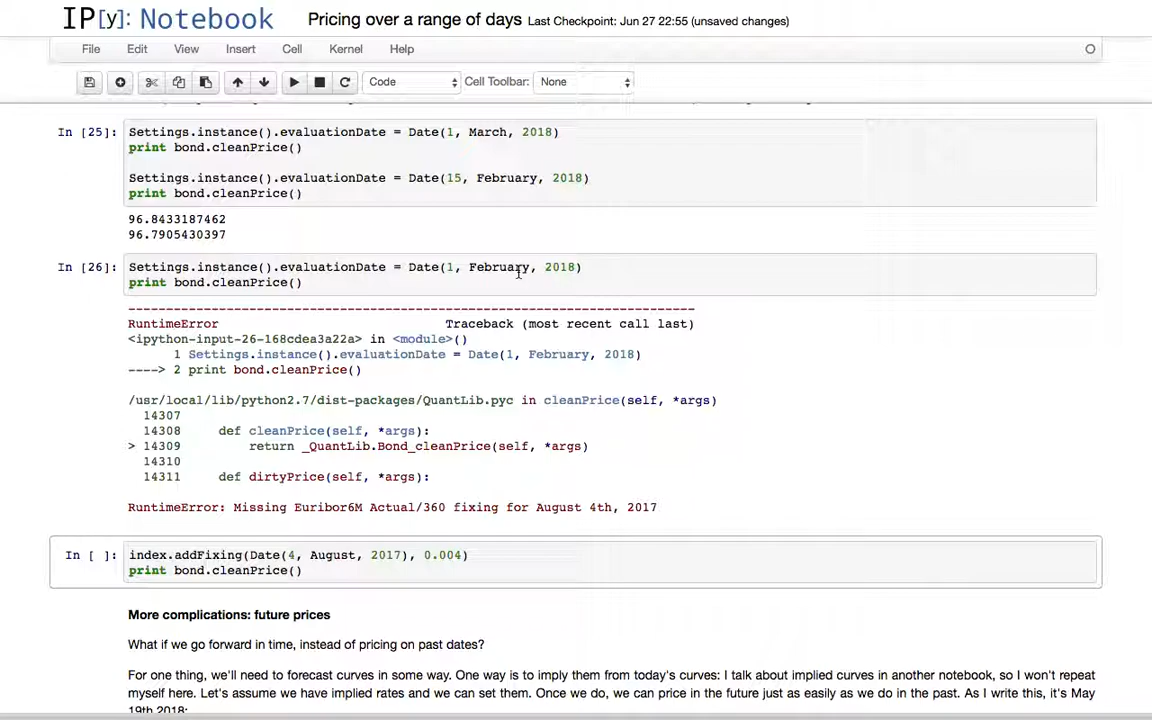 IP[y]: Notebook Pricing over a range of days Last Checkpoint: Jun 27 22:55 (unsaved changes)
File Edit View Insert Cell Kernel Help
Code Cell Toolbar: None
In [25]: Settings.instance().evaluationDate = Date(1, March, 2018)
print bond.cleanPrice()
Settings.instance().evaluationDate = Date(15, February, 2018)
print bond.cleanPrice()
96.8433187462
96.7905430397
In [26]: Settings.instance().evaluationDate = Date(1, February, 2018)
print bond.cleanPrice()
---------------------------------------------------------------------------
RuntimeError Traceback (most recent call last)
<ipython-input-26-168cdea3a22a> in <module>()
1 Settings.instance().evaluationDate = Date(1, February, 2018)
----> 2 print bond.cleanPrice()
/usr/local/lib/python2.7/dist-packages/QuantLib.pyc in cleanPrice(self, *args)
14307
14308 def cleanPrice(self, *args):
> 14309 return _QuantLib.Bond_cleanPrice(self, *args)
14310
14311 def dirtyPrice(self, *args):
RuntimeError: Missing Euribor6M Actual/360 fixing for August 4th, 2017
In [ ]: index.addFixing(Date(4, August, 2017), 0.004)
print bond.cleanPrice()
More complications: future prices
What if we go forward in time, instead of pricing on past dates?
For one thing, we'll need to forecast curves in some way. One way is to imply them from today's curves: I talk about implied curves in another notebook, so I won't repeat
myself here. Let's assume we have implied rates and we can set them. Once we do, we can price in the future just as easily as we do in the past. As I write this, it's May
19th 2018: